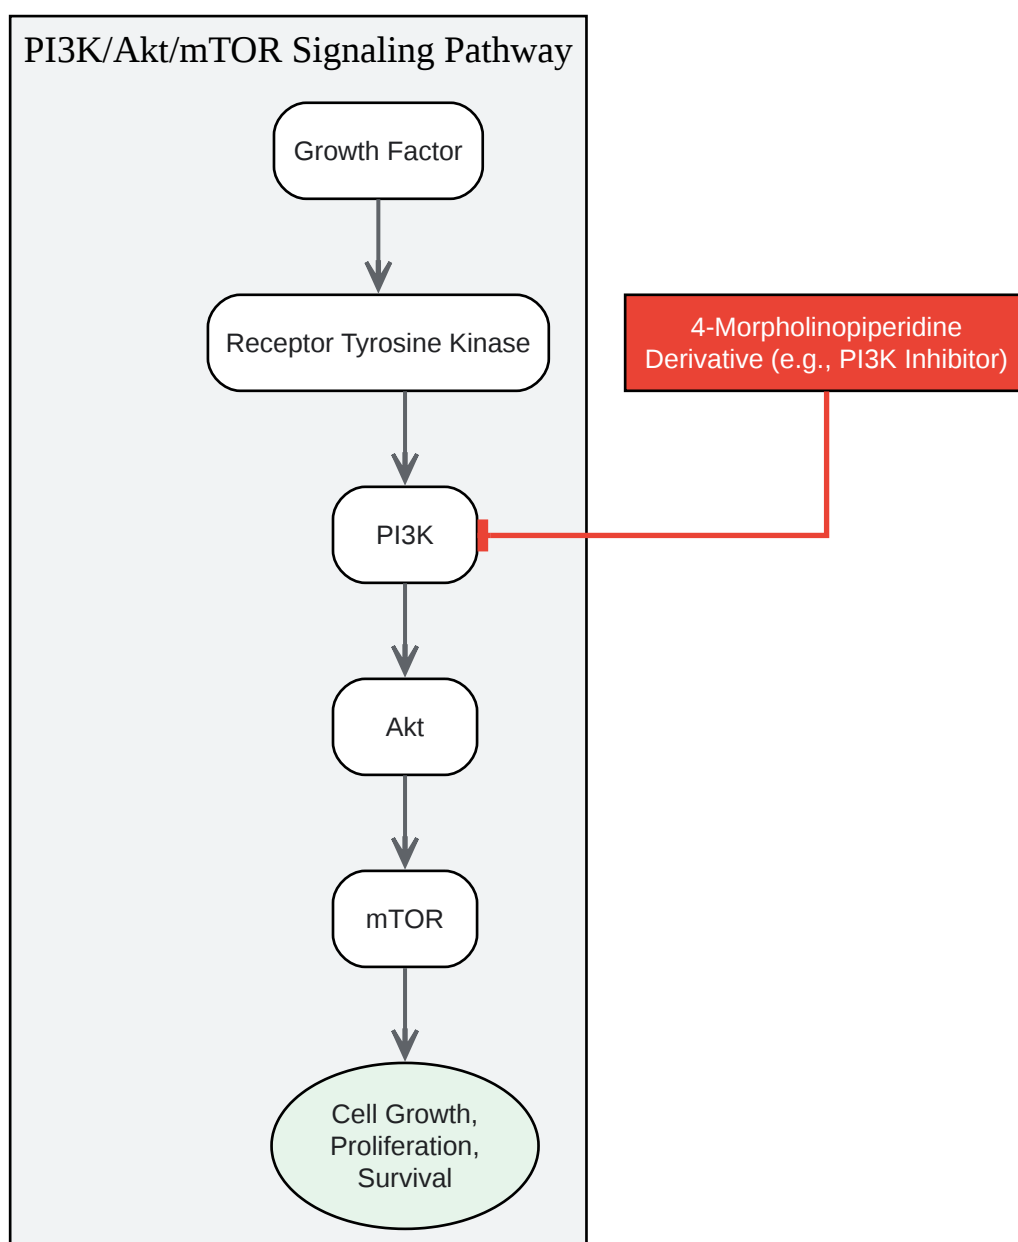 PI3K/Akt/mTOR Signaling Pathway
Growth Factor
Receptor Tyrosine Kinase
4-Morpholinopiperidine
Derivative (e.g., PI3K Inhibitor)
PI3K
Akt
mTOR
Cell Growth,
Proliferation,
Survival